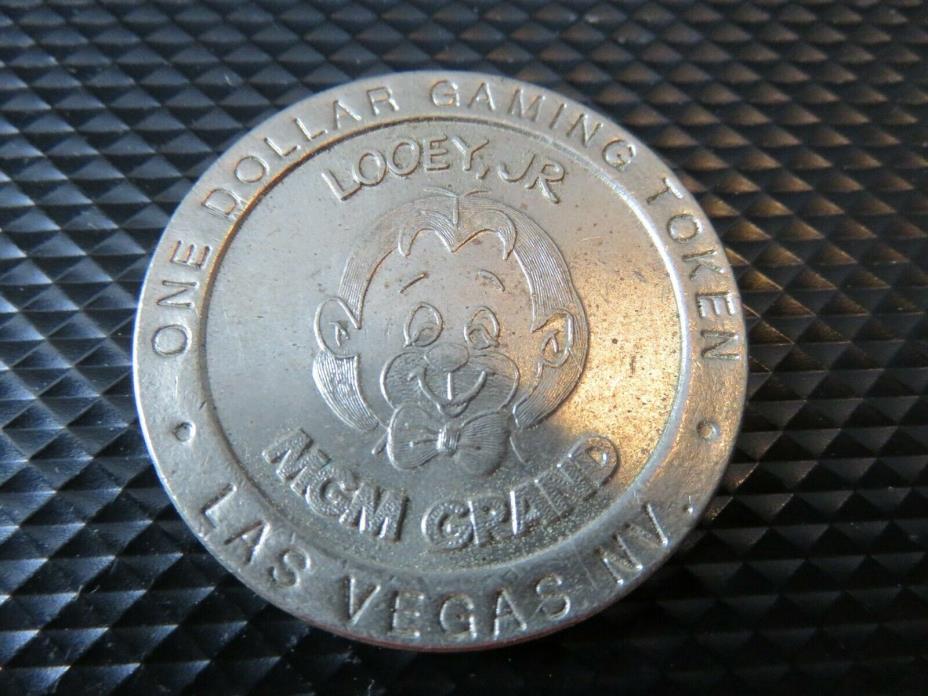 ONE DOLLAR GAMING TOKEN
LOOEY, JR
MGM GRAND
LAS VEGAS NV.